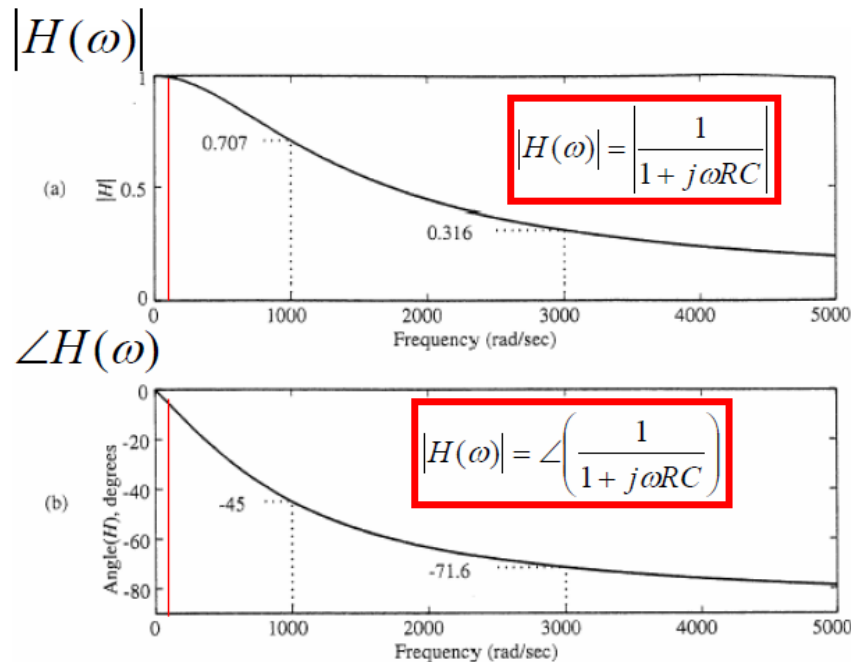 |H(ω)|
1
0.707
|H(ω)| = |1 / (1 + jωRC)|
(a)
|H|
0.5
0.316
0
0 1000 2000 3000 4000 5000
Frequency (rad/sec)
∠H(ω)
0
-20
|H(ω)| = ∠(1 / (1 + jωRC))
-40
-45
(b)
Angle(H), degrees
-60
-71.6
-80
0 1000 2000 3000 4000 5000
Frequency (rad/sec)